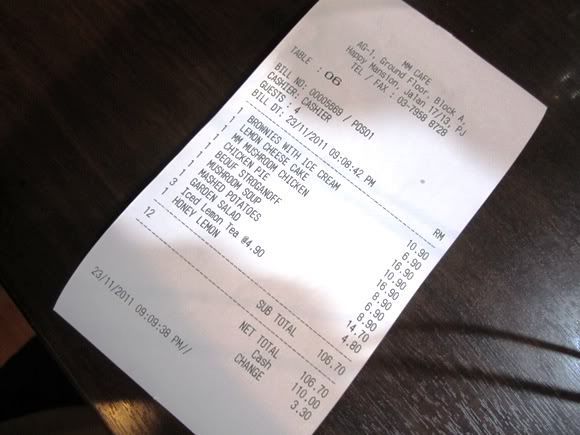 MM CAFE
AG-1, Ground Floor, Block A,
Happy Mansion, Jalan 17/13, PJ
TEL / FAX : 03-7958 8728
TABLE : 06
BILL NO: 00005669 / POS01
CASHIER: CASHIER
GUESTS : 4
BILL DT: 23/11/2011 09:08:42 PM
RM
1 BROWNIES WITH ICE CREAM 10.90
1 LEMON CHEESE CAKE 6.90
1 CHICKEN PIE 16.90
1 MM MUSHROOM CHICKEN 10.90
1 BEOUF STROGANOFF 16.90
1 MUSHROOM SOUP 8.90
1 MASHED POTATOES 6.90
1 GARDEN SALAD 8.90
3 Iced Lemon Tea @4.90 14.70
1 HONEY LEMON 4.80
12
SUB TOTAL 106.70
NET TOTAL 106.70
Cash 110.00
CHANGE 3.30
23/11/2011 09:09:38 PM//